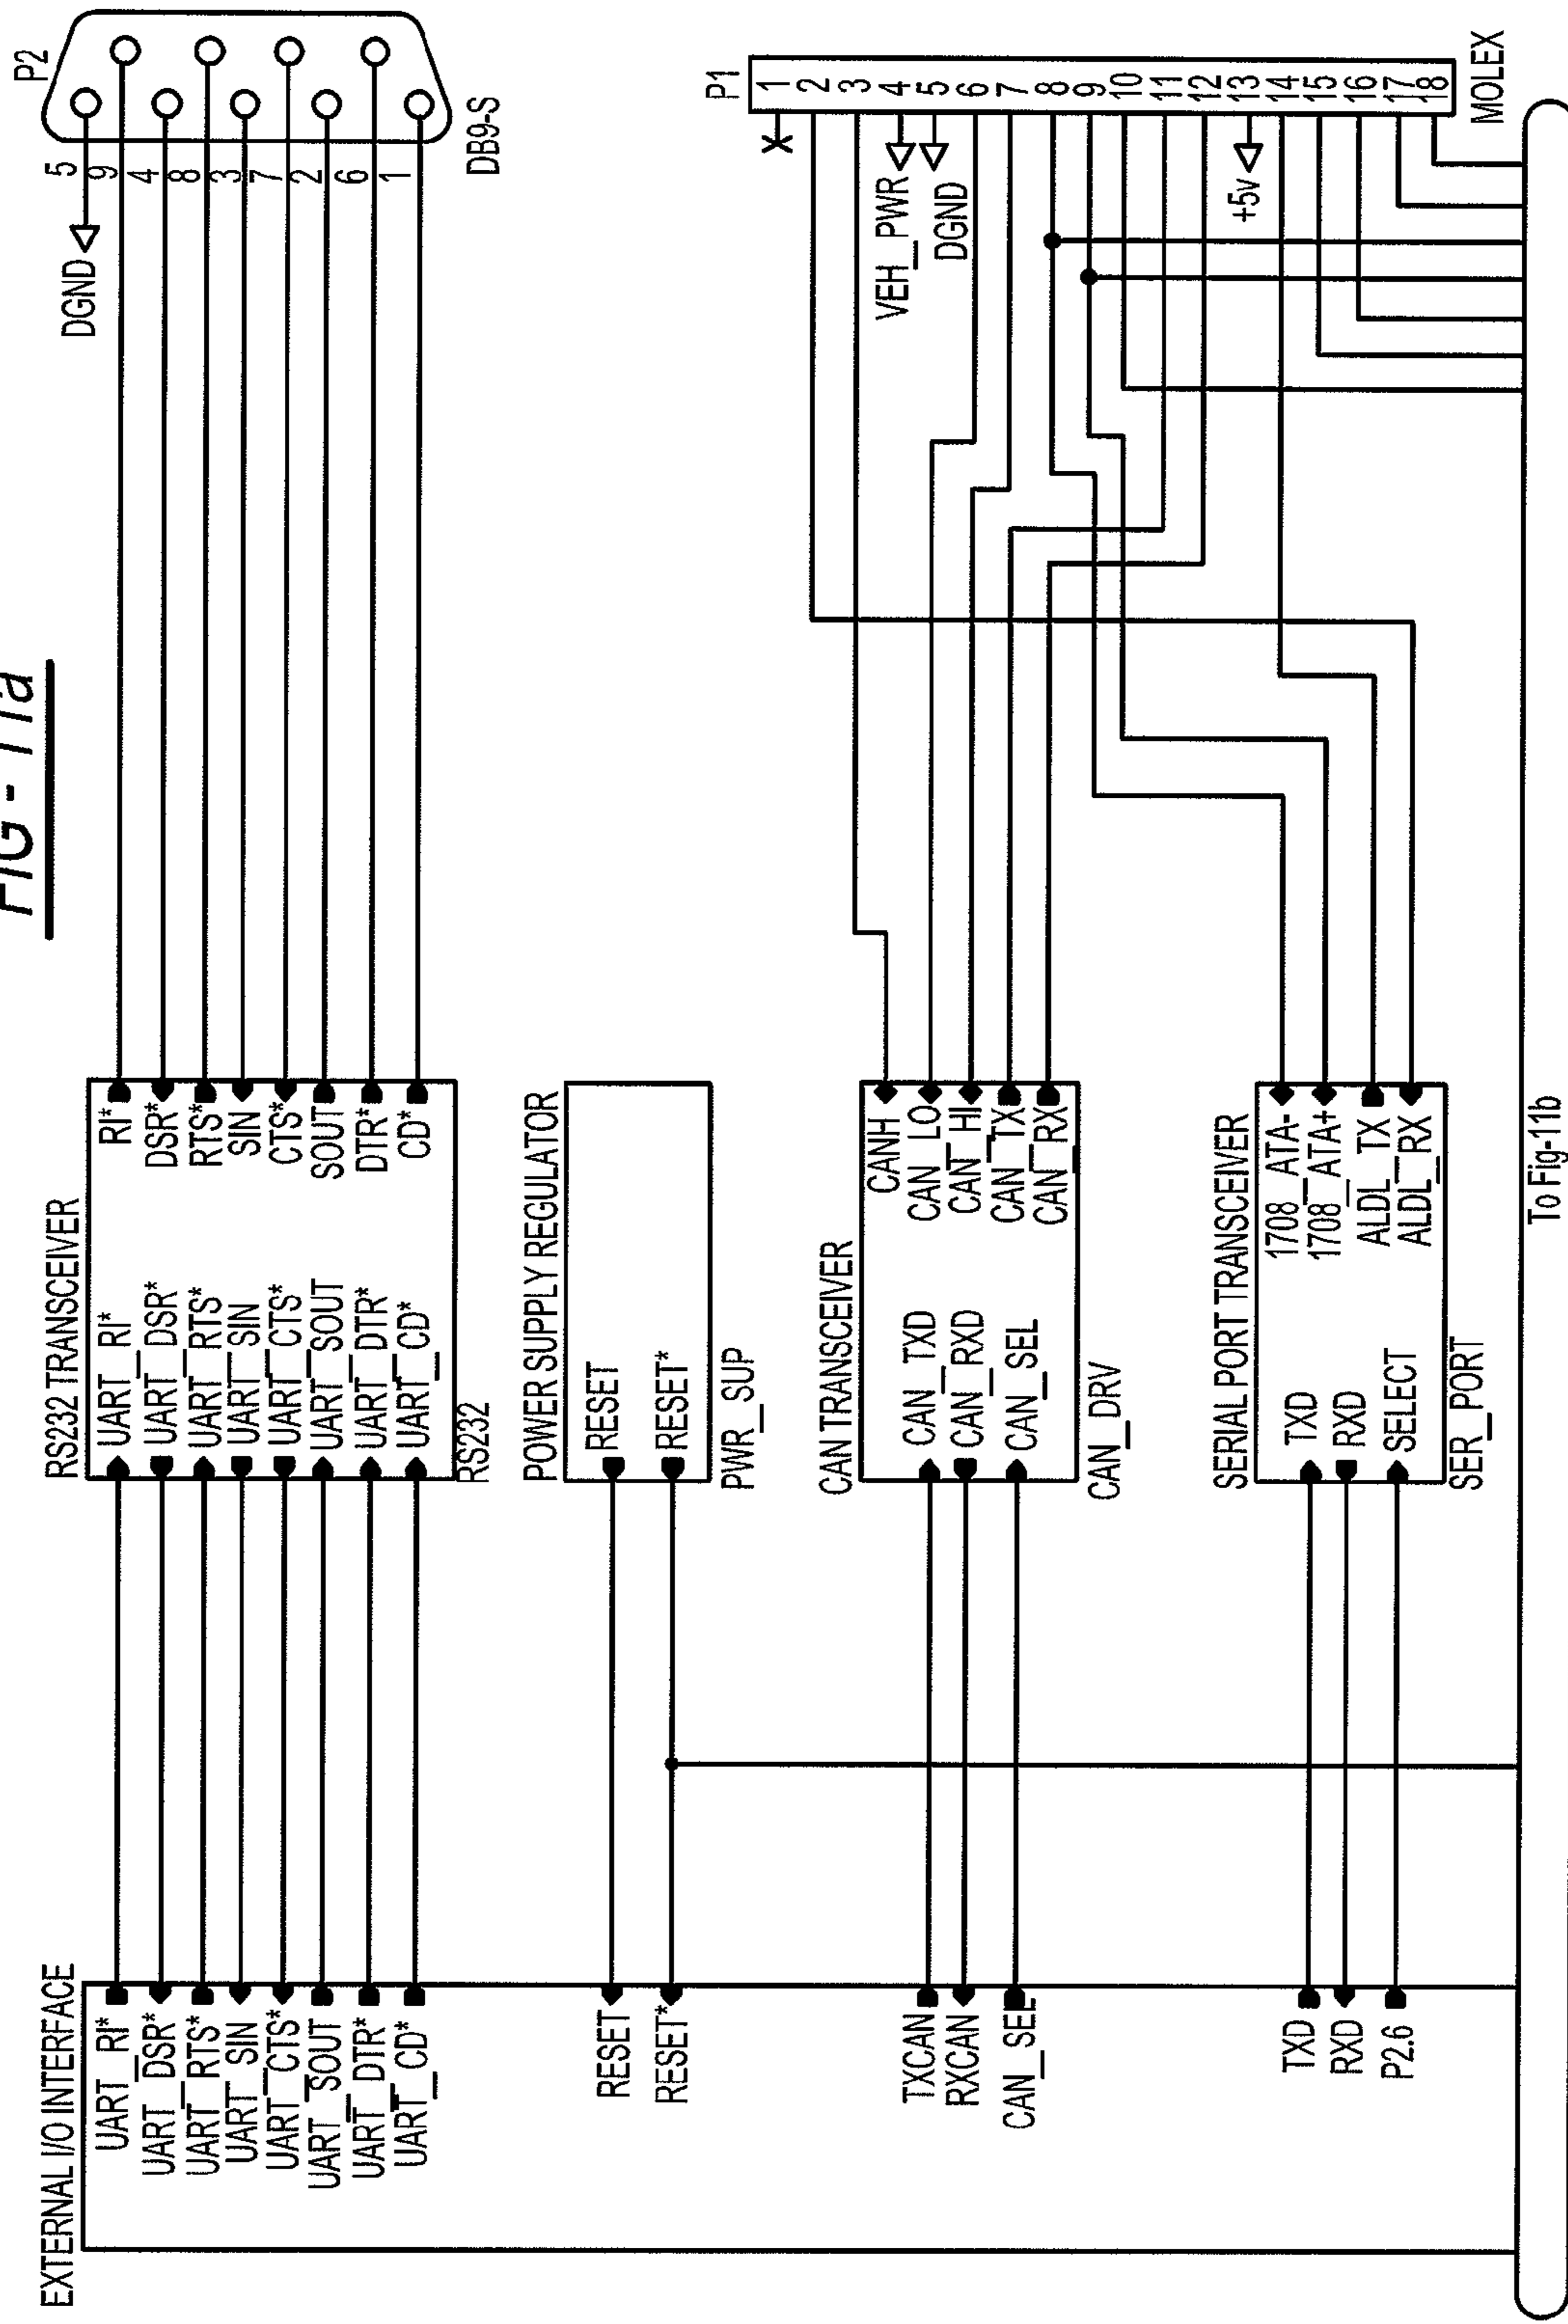 FIG - 11a
EXTERNAL I/O INTERFACE
UART_RI*
UART_DSR*
UART_RTS*
UART_SIN
UART_CTS*
UART_SOUT
UART_DTR*
UART_CD*
RESET
RESET*
TXCAN
RXCAN
CAN_SEL
TXD
RXD
P2.6
RS232 TRANSCEIVER
UART_RI*
UART_DSR*
UART_RTS*
UART_SIN
UART_CTS*
UART_SOUT
UART_DTR*
UART_CD*
RI*
DSR*
RTS*
SIN
CTS*
SOUT
DTR*
CD*
RS232
POWER SUPPLY REGULATOR
RESET
RESET*
PWR_SUP
CAN TRANSCEIVER
CAN_TXD
CAN_RXD
CAN_SEL
CANH
CAN_LO
CAN_HI
CAN_TX
CAN_RX
CAN_DRV
SERIAL PORT TRANSCEIVER
TXD
RXD
SELECT
1708_ATA-
1708_ATA+
ALDL_TX
ALDL_RX
SER_PORT
P2
DGND
5
9
4
8
3
7
2
6
1
DB9-S
P1
X
1
2
3
4
5
6
7
8
9
10
11
12
13
14
15
16
17
18
VEH_PWR
DGND
+5v
MOLEX
To Fig-11b